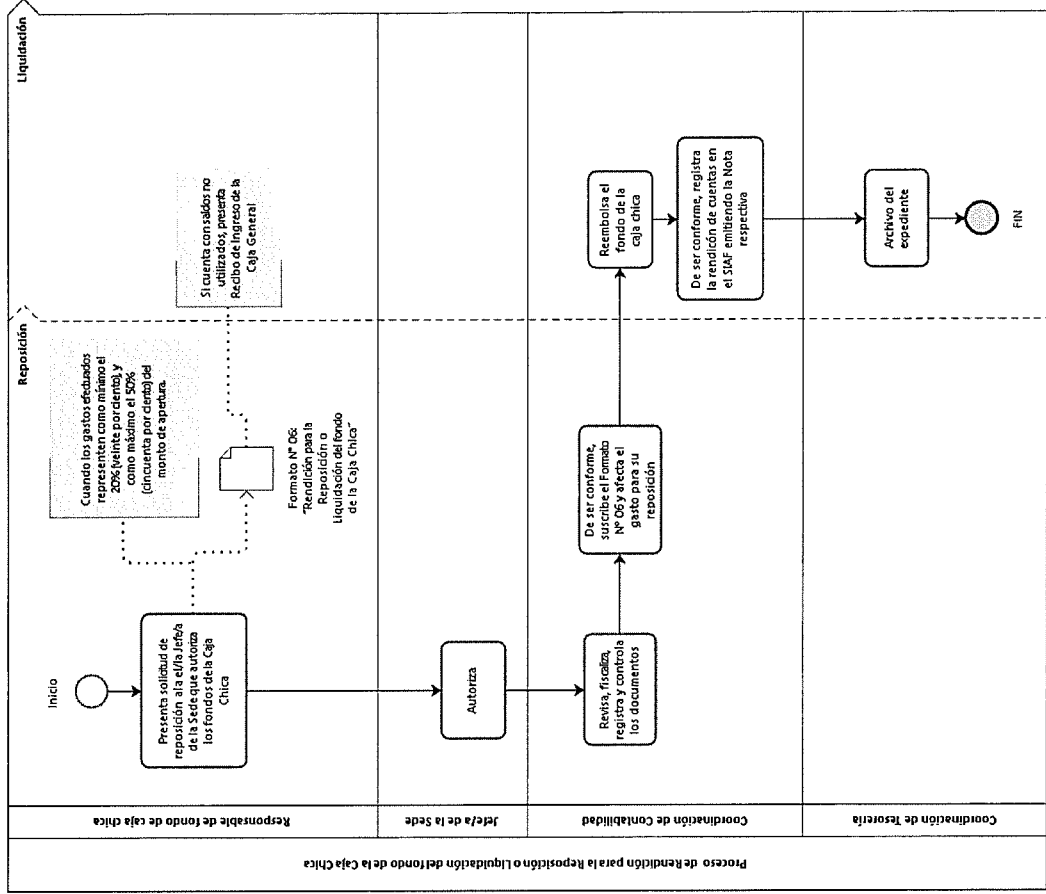 Proceso de Rendición para la Reposición o Liquidación del fondo de la Caja Chica
Reposición
Liquidación
Responsable de fondo de caja chica
Inicio
Presenta solicitud de
reposición al a el/la Jefe/a
de la Sede que autoriza
los fondos de la Caja
Chica
Cuando los gastos efectuados
representen como mínimo el
20% (veinte por ciento), y
como máximo el 50%
(cincuenta por ciento) del
monto de apertura.
Formato N° 06:
"Rendición para la
Reposición o
Liquidación del fondo
de la Caja Chica"
Si cuenta con saldos no
utilizados, presenta
Recibo de Ingreso de la
Caja General
Jefe/a de la Sede
Autoriza
Coordinación de Contabilidad
Revisa, fiscaliza,
registra y controla
los documentos
De ser conforme,
suscribe el Formato
N° 06 y afecta el
gasto para su
reposición
Reembolsa el
fondo de la
caja chica
De ser conforme, registra
la rendicón de cuentas en
el SIAF emitiendo la Nota
respectiva
Coordinación de Tesorería
Archivo del
expediente
FIN